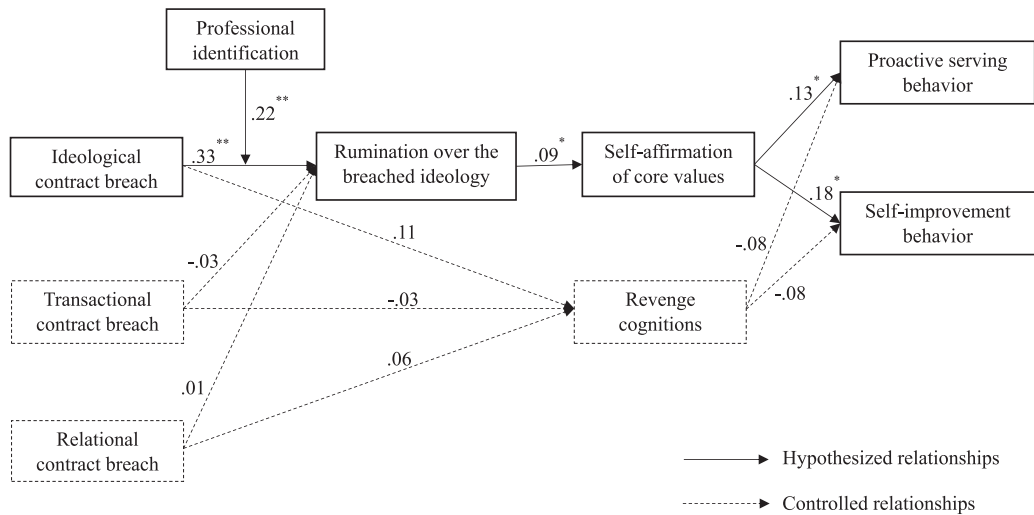 Professional
identification
.22**
Ideological
contract breach
.33**
Rumination over the
breached ideology
.09*
Self-affirmation
of core values
.13*
Proactive serving
behavior
.18*
Self-improvement
behavior
.11
-.03
Transactional
contract breach
-.03
Revenge
cognitions
-.08
-.08
.06
.01
Relational
contract breach
Hypothesized relationships
Controlled relationships